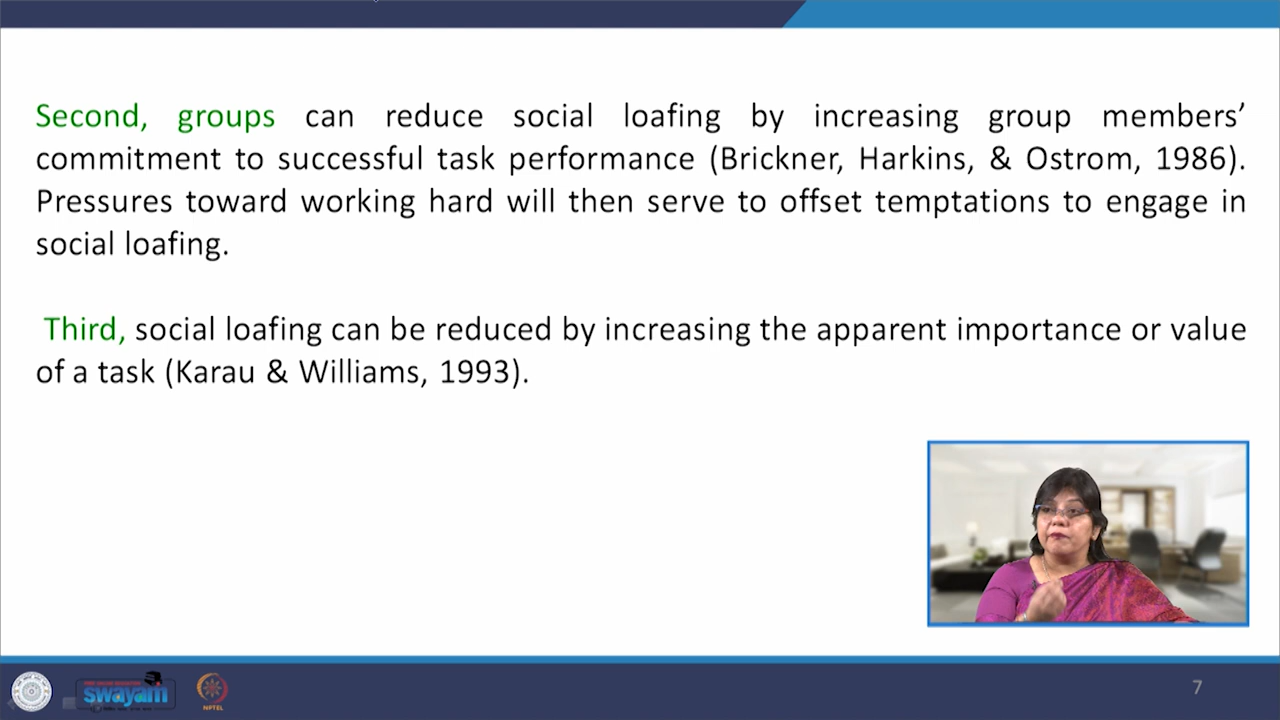 Second, groups can reduce social loafing by increasing group members’
commitment to successful task performance (Brickner, Harkins, & Ostrom, 1986).
Pressures toward working hard will then serve to offset temptations to engage in
social loafing.
Third, social loafing can be reduced by increasing the apparent importance or value
of a task (Karau & Williams, 1993).
swayam
NPTEL
7